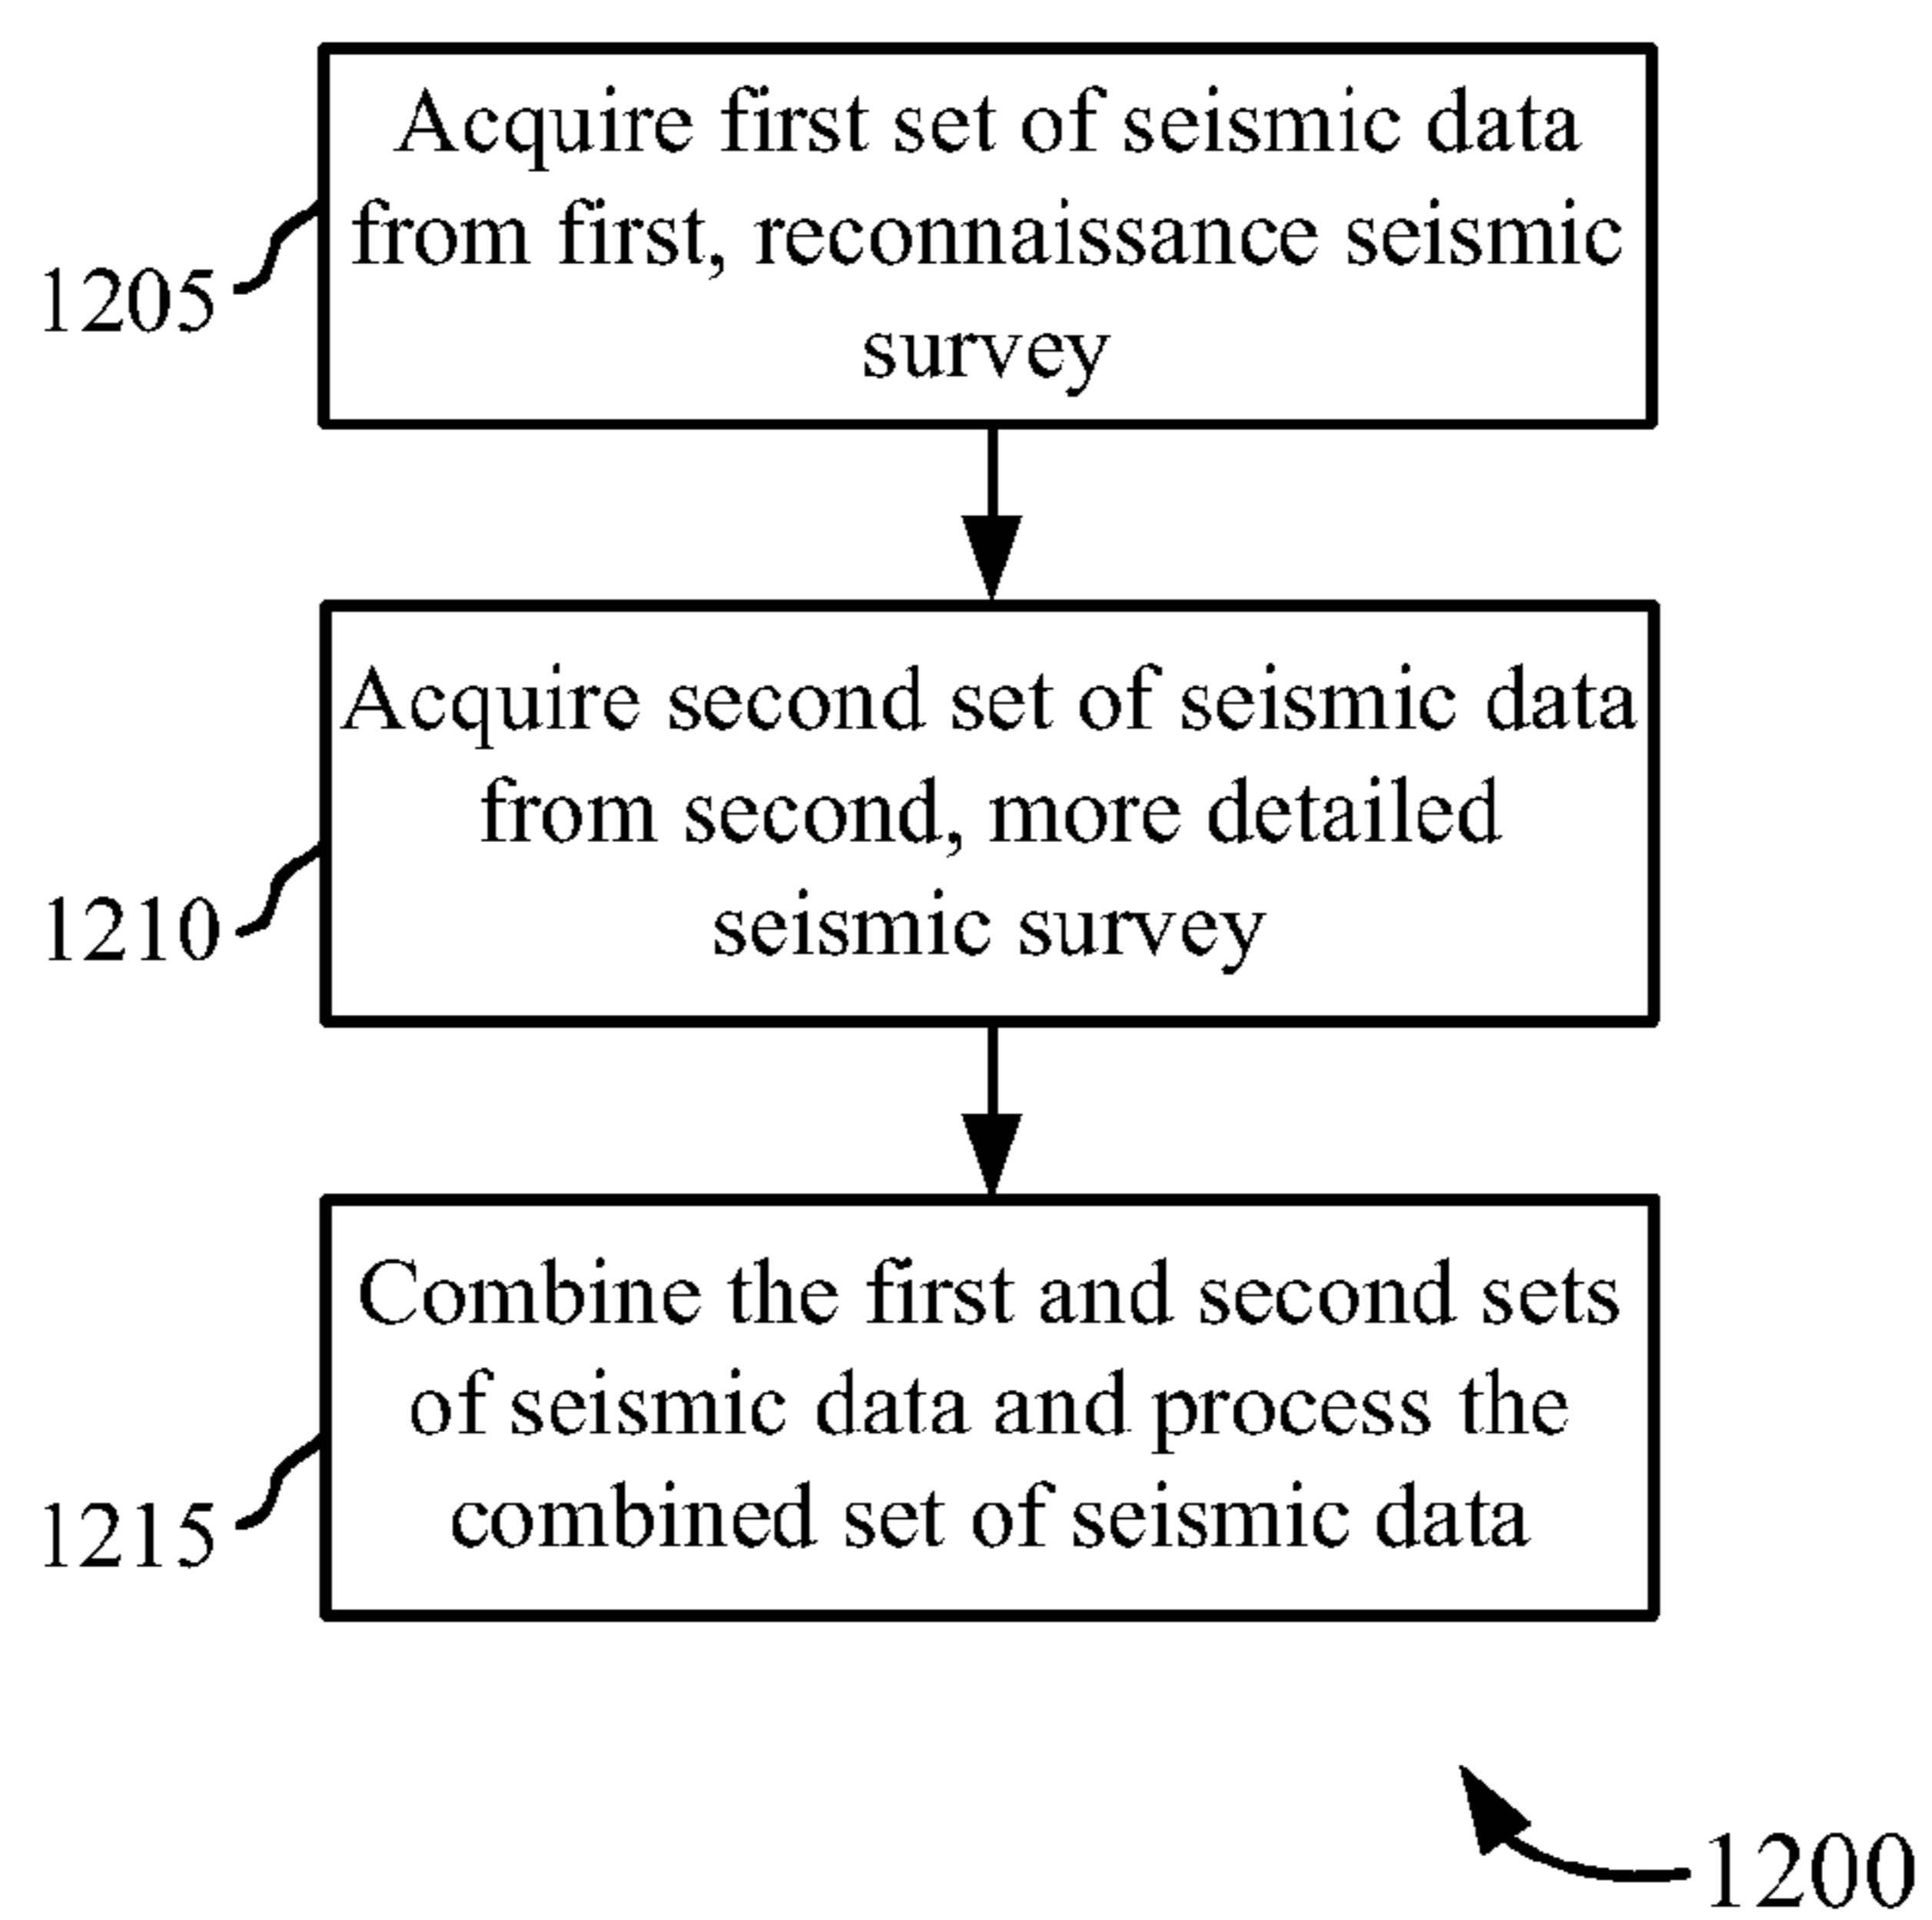 Acquire first set of seismic data
from first, reconnaissance seismic
survey
1205
Acquire second set of seismic data
from second, more detailed
seismic survey
1210
Combine the first and second sets
of seismic data and process the
combined set of seismic data
1215
1200